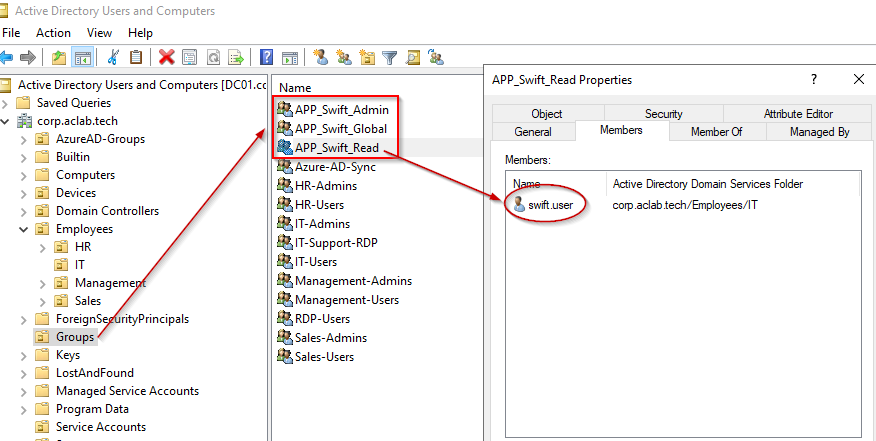 Active Directory Users and Computers
File Action View Help
Active Directory Users and Computers [DC01.co
Saved Queries
corp.aclab.tech
AzureAD-Groups
Builtin
Computers
Devices
Domain Controllers
Employees
HR
IT
Management
Sales
ForeignSecurityPrincipals
Groups
Keys
LostAndFound
Managed Service Accounts
Program Data
Service Accounts
Name
APP_Swift_Admin
APP_Swift_Global
APP_Swift_Read
Azure-AD-Sync
HR-Admins
HR-Users
IT-Admins
IT-Support-RDP
IT-Users
Management-Admins
Management-Users
RDP-Users
Sales-Admins
Sales-Users
APP_Swift_Read Properties
Object Security Attribute Editor
General Members Member Of Managed By
Members:
Name Active Directory Domain Services Folder
swift.user corp.aclab.tech/Employees/IT